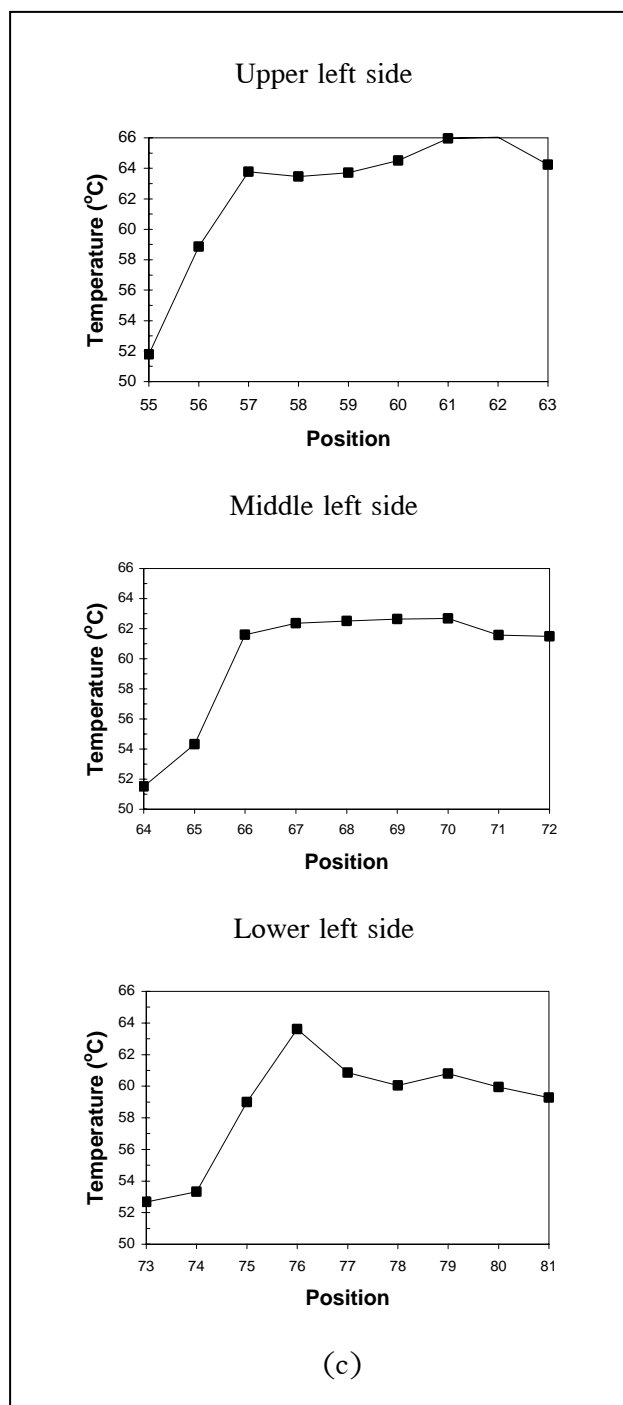 Upper left side
66
64
62
60
58
56
54
52
50
55 56 57 58 59 60 61 62 63
Temperature (°C)
Position
Middle left side
66
64
62
60
58
56
54
52
50
64 65 66 67 68 69 70 71 72
Temperature (°C)
Position
Lower left side
66
64
62
60
58
56
54
52
50
73 74 75 76 77 78 79 80 81
Temperature (°C)
Position
(c)